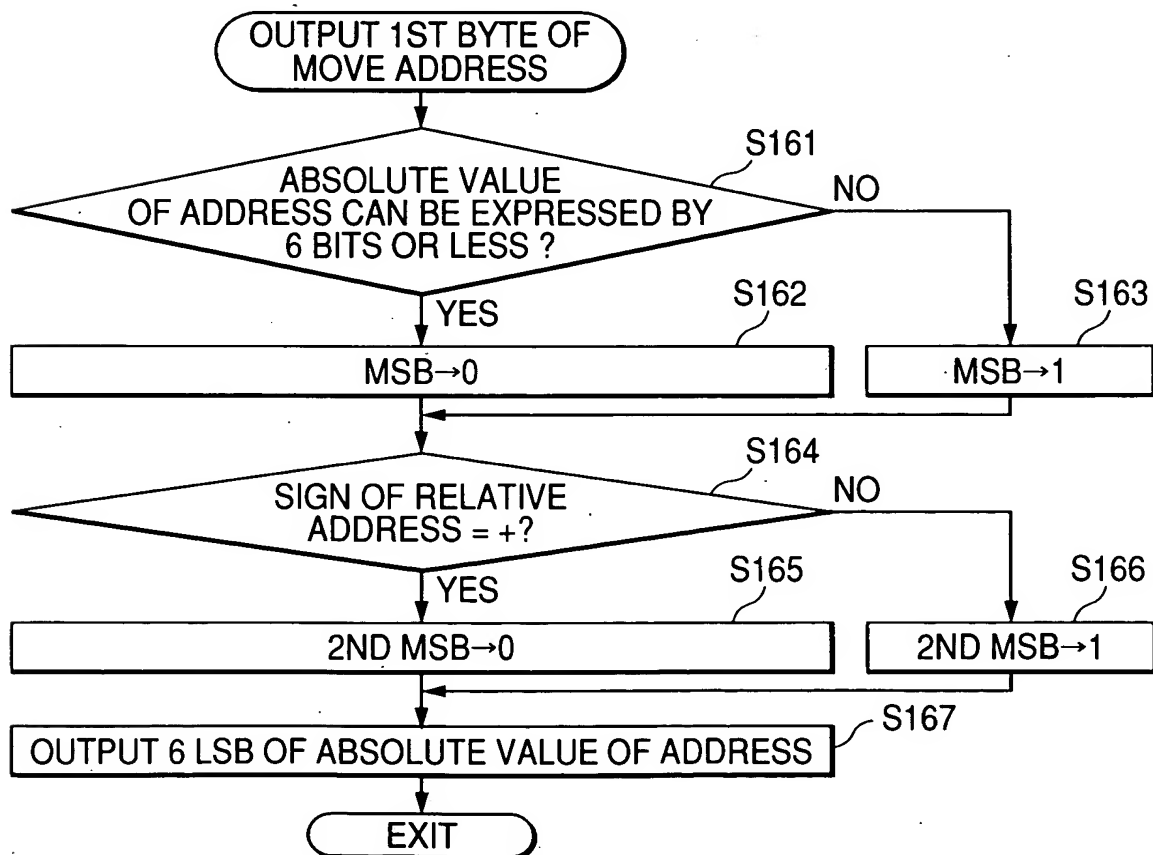 OUTPUT 1ST BYTE OF
MOVE ADDRESS
S161
ABSOLUTE VALUE
OF ADDRESS CAN BE EXPRESSED BY
6 BITS OR LESS ?
NO
YES
S162
S163
MSB→0
MSB→1
S164
SIGN OF RELATIVE
ADDRESS = +?
NO
YES
S165
S166
2ND MSB→0
2ND MSB→1
S167
OUTPUT 6 LSB OF ABSOLUTE VALUE OF ADDRESS
EXIT